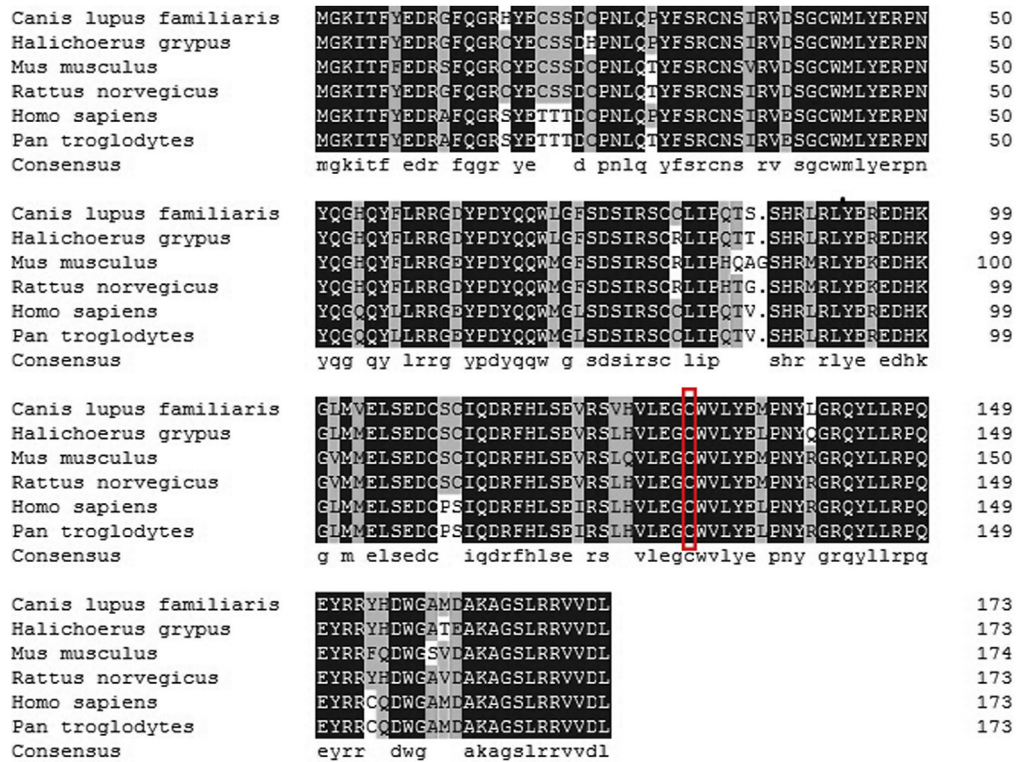 Canis lupus familiaris MGKITFYEDRGFQGRHYECSSDCPNLQPYFSRCNSIRVDSGCWMLYERPN 50
Halichoerus grypus MGKITFYEDRGFQGRCYECSSDHPNLQPYFSRCNSIRVDSGCWMLYERPN 50
Mus musculus MGKITFFEDRSFQGRCYECSSDCPNLQTYFSRCNSVRVDSGCWMLYERPN 50
Rattus norvegicus MGKITFYEDRGFQGRCYECSSDCPNLQTYFSRCNSIRVDSGCWMLYERPN 50
Homo sapiens MGKITFYEDRAFQGRSYETTTDCPNLQPYFSRCNSIRVESGCWMLYERPN 50
Pan troglodytes MGKITFYEDRAFQGRSYETTTDCPNLQTYFSRCNSIRVESGCWMLYERPN 50
Consensus mgkitf edr fqgr ye d pnlq yfsrcns rv sgcwmlyerpn
Canis lupus familiaris YQGHQYFLRRGDYPDYQQWLGFSDSIRSCCLIPQTS.SHRLRLYEREDHK 99
Halichoerus grypus YQGHQYFLRRGDYPDYQQWLGFSDSIRSCRLIPQTT.SHRLRLYEREDHK 99
Mus musculus YQGHQYFLRRGDYPDYQQWMGFSDSIRSCRLIPHQAGSHRMRLYEKEDHK 100
Rattus norvegicus YQGHQYFLRRGEYPDYQQWMGFSDSIRSCRLIPHTG.SHRMRLYEKEDHK 99
Homo sapiens YQGQQYLLRRGEYPDYQQWMGLSDSIRSCCLIPQTV.SHRLRLYEREDHK 99
Pan troglodytes YQGQQYLLRRGEYPDYQQWMGLSDSIRSCCLIPQTV.SHRLRLYEREDHK 99
Consensus yqg qy lrrg ypdyqqw g sdsirsc lip shr rlye edhk
Canis lupus familiaris GLMVELSEDCSCIQDRFHLSEVRSVHVLEGCWVLYEMPNYLGRQYLLRPQ 149
Halichoerus grypus GLMMELSEDCSCIQDRFHLSEVRSLHVLEGCWVLYELPNYQGRQYLLRPQ 149
Mus musculus GVMMELSEDCSCIQDRFHLSEVRSLQVLEGCWVLYEMPNYRGRQYLLRPQ 150
Rattus norvegicus GVMMELSEDCSCIQDRFHLSEVRSLHVLEGCWVLYEMPNYRGRQYLLRPQ 149
Homo sapiens GLMMELSEDCPSIQDRFHLSEIRSLHVLEGCWVLYELPNYRGRQYLLRPQ 149
Pan troglodytes GLMMELSEDCPSIQDRFHLSEIRSLHVLEGCWVLYELPNYRGRQYLLRPQ 149
Consensus g m elsedc iqdrfhlse rs vlegcwvlye pny grqyllrpq
Canis lupus familiaris EYRRYHDWGAMDAKAGSLRRVVDL 173
Halichoerus grypus EYRRYHDWGATEAKAGSLRRVVDL 173
Mus musculus EYRRFQDWGSVDAKAGSLRRVVDL 174
Rattus norvegicus EYRRYHDWGAVDAKAGSLRRVVDL 173
Homo sapiens EYRRCQDWGAMDAKAGSLRRVVDL 173
Pan troglodytes EYRRCQDWGAMDAKAGSLRRVVDL 173
Consensus eyrr dwg akagslrrvvdl